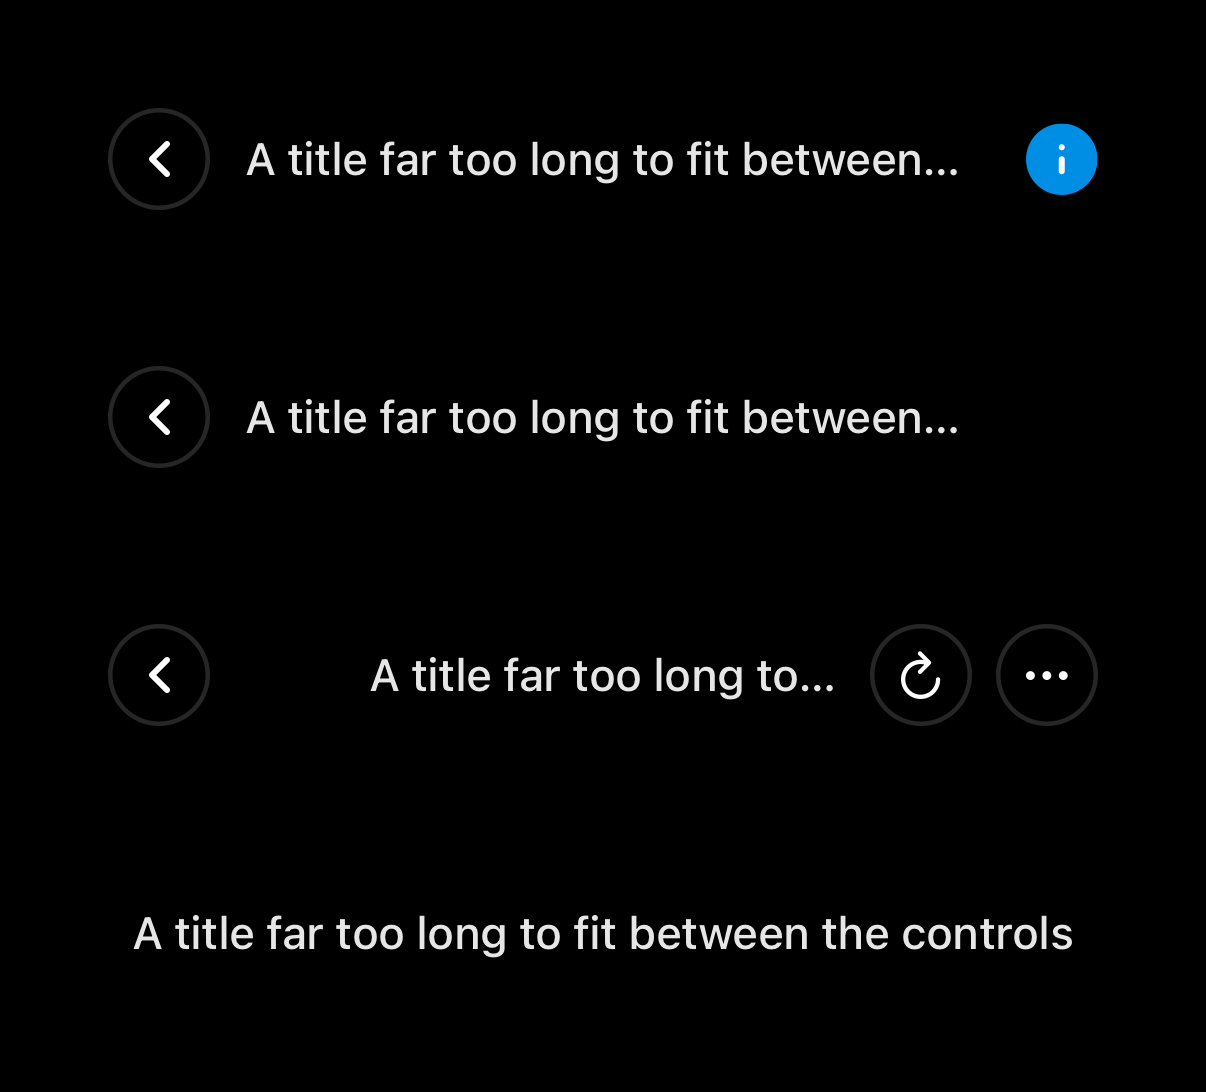 A title far too long to fit between...
A title far too long to fit between...
A title far too long to...
A title far too long to fit between the controls